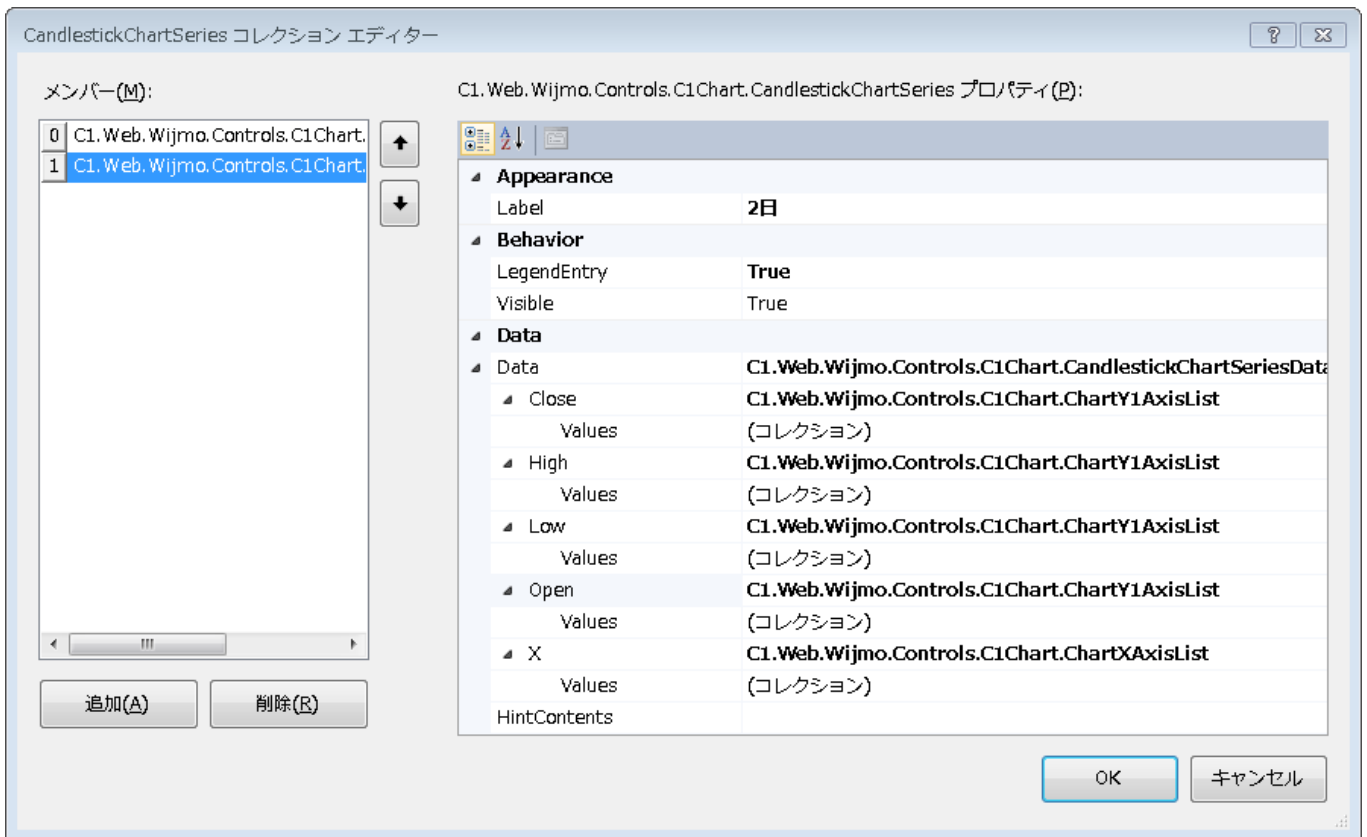 CandlestickChartSeries コレクション エディター
メンバー(M):
0 C1.Web.Wijmo.Controls.C1Chart.
1 C1.Web.Wijmo.Controls.C1Chart.
追加(A) 削除(R)
C1.Web.Wijmo.Controls.C1Chart.CandlestickChartSeries プロパティ(P):
Appearance
Label 2日
Behavior
LegendEntry True
Visible True
Data
Data C1.Web.Wijmo.Controls.C1Chart.CandlestickChartSeriesData
Close C1.Web.Wijmo.Controls.C1Chart.ChartY1AxisList
Values (コレクション)
High C1.Web.Wijmo.Controls.C1Chart.ChartY1AxisList
Values (コレクション)
Low C1.Web.Wijmo.Controls.C1Chart.ChartY1AxisList
Values (コレクション)
Open C1.Web.Wijmo.Controls.C1Chart.ChartY1AxisList
Values (コレクション)
X C1.Web.Wijmo.Controls.C1Chart.ChartXAxisList
Values (コレクション)
HintContents
OK キャンセル